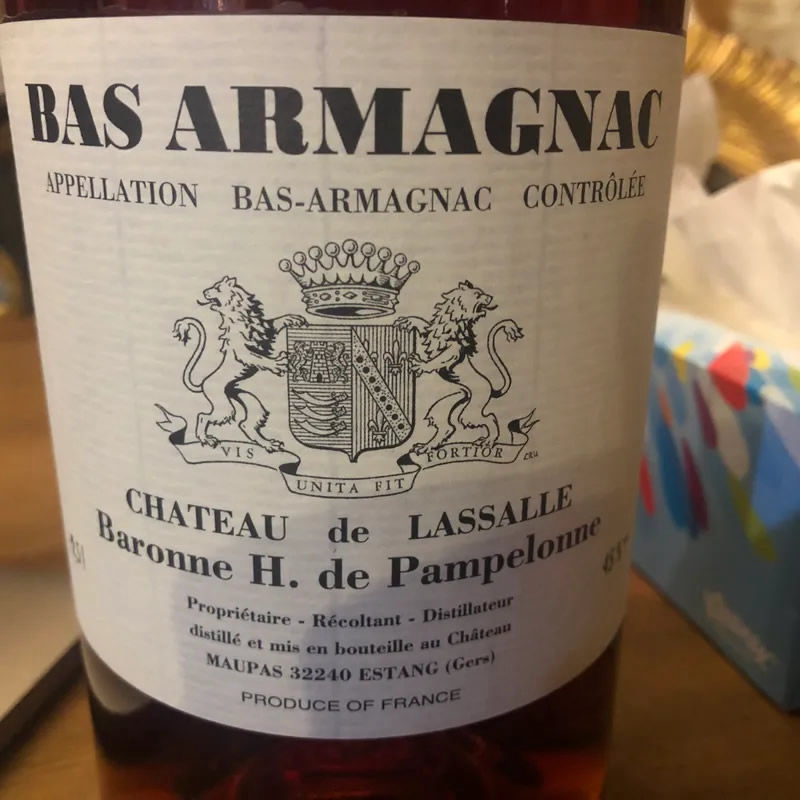 BAS ARMAGNAC
APPELLATION BAS-ARMAGNAC CONTRÔLÉE
VIS UNITA FIT FORTIOR
CHATEAU de LASSALLE
Baronne H. de Pampelonne
Propriétaire - Récoltant - Distillateur
distillé et mis en bouteille au Château
MAUPAS 32240 ESTANG (Gers)
PRODUCE OF FRANCE